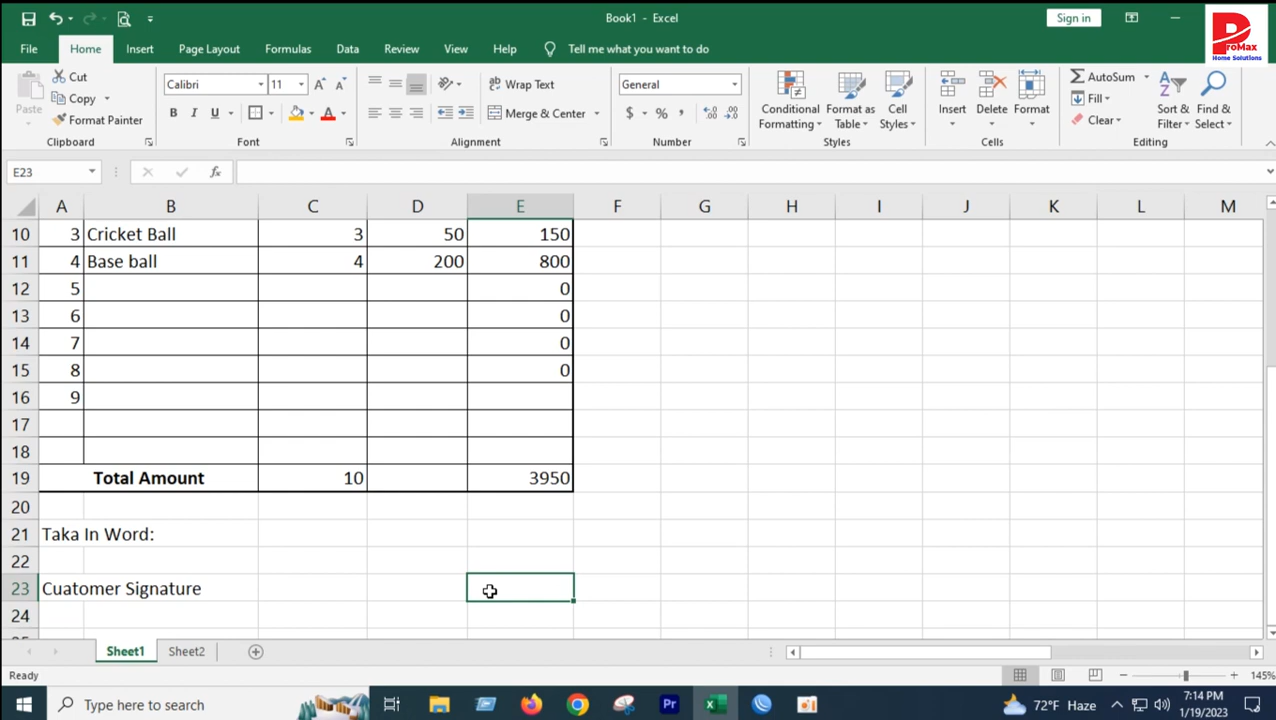 Book1 - Excel
Sign in
ProMax
Home Solutions
File Home Insert Page Layout Formulas Data Review View Help Tell me what you want to do
Cut
Copy
Format Painter
Paste
Clipboard
Calibri 11
B I U
Font
Wrap Text
Merge & Center
Alignment
General
$ % ,
Number
Conditional Formatting
Format as Table
Cell Styles
Styles
Insert Delete Format
Cells
AutoSum
Fill
Clear
Sort & Filter
Find & Select
Editing
E23 fx
A B C D E F G H I J K L M
10 3 Cricket Ball 3 50 150
11 4 Base ball 4 200 800
12 5 0
13 6 0
14 7 0
15 8 0
16 9
17
18
19 Total Amount 10 3950
20
21 Taka In Word:
22
23 Cuatomer Signature
24
Sheet1 Sheet2
Ready 145%
Type here to search
Pr
72°F Haze
7:14 PM
1/19/2023